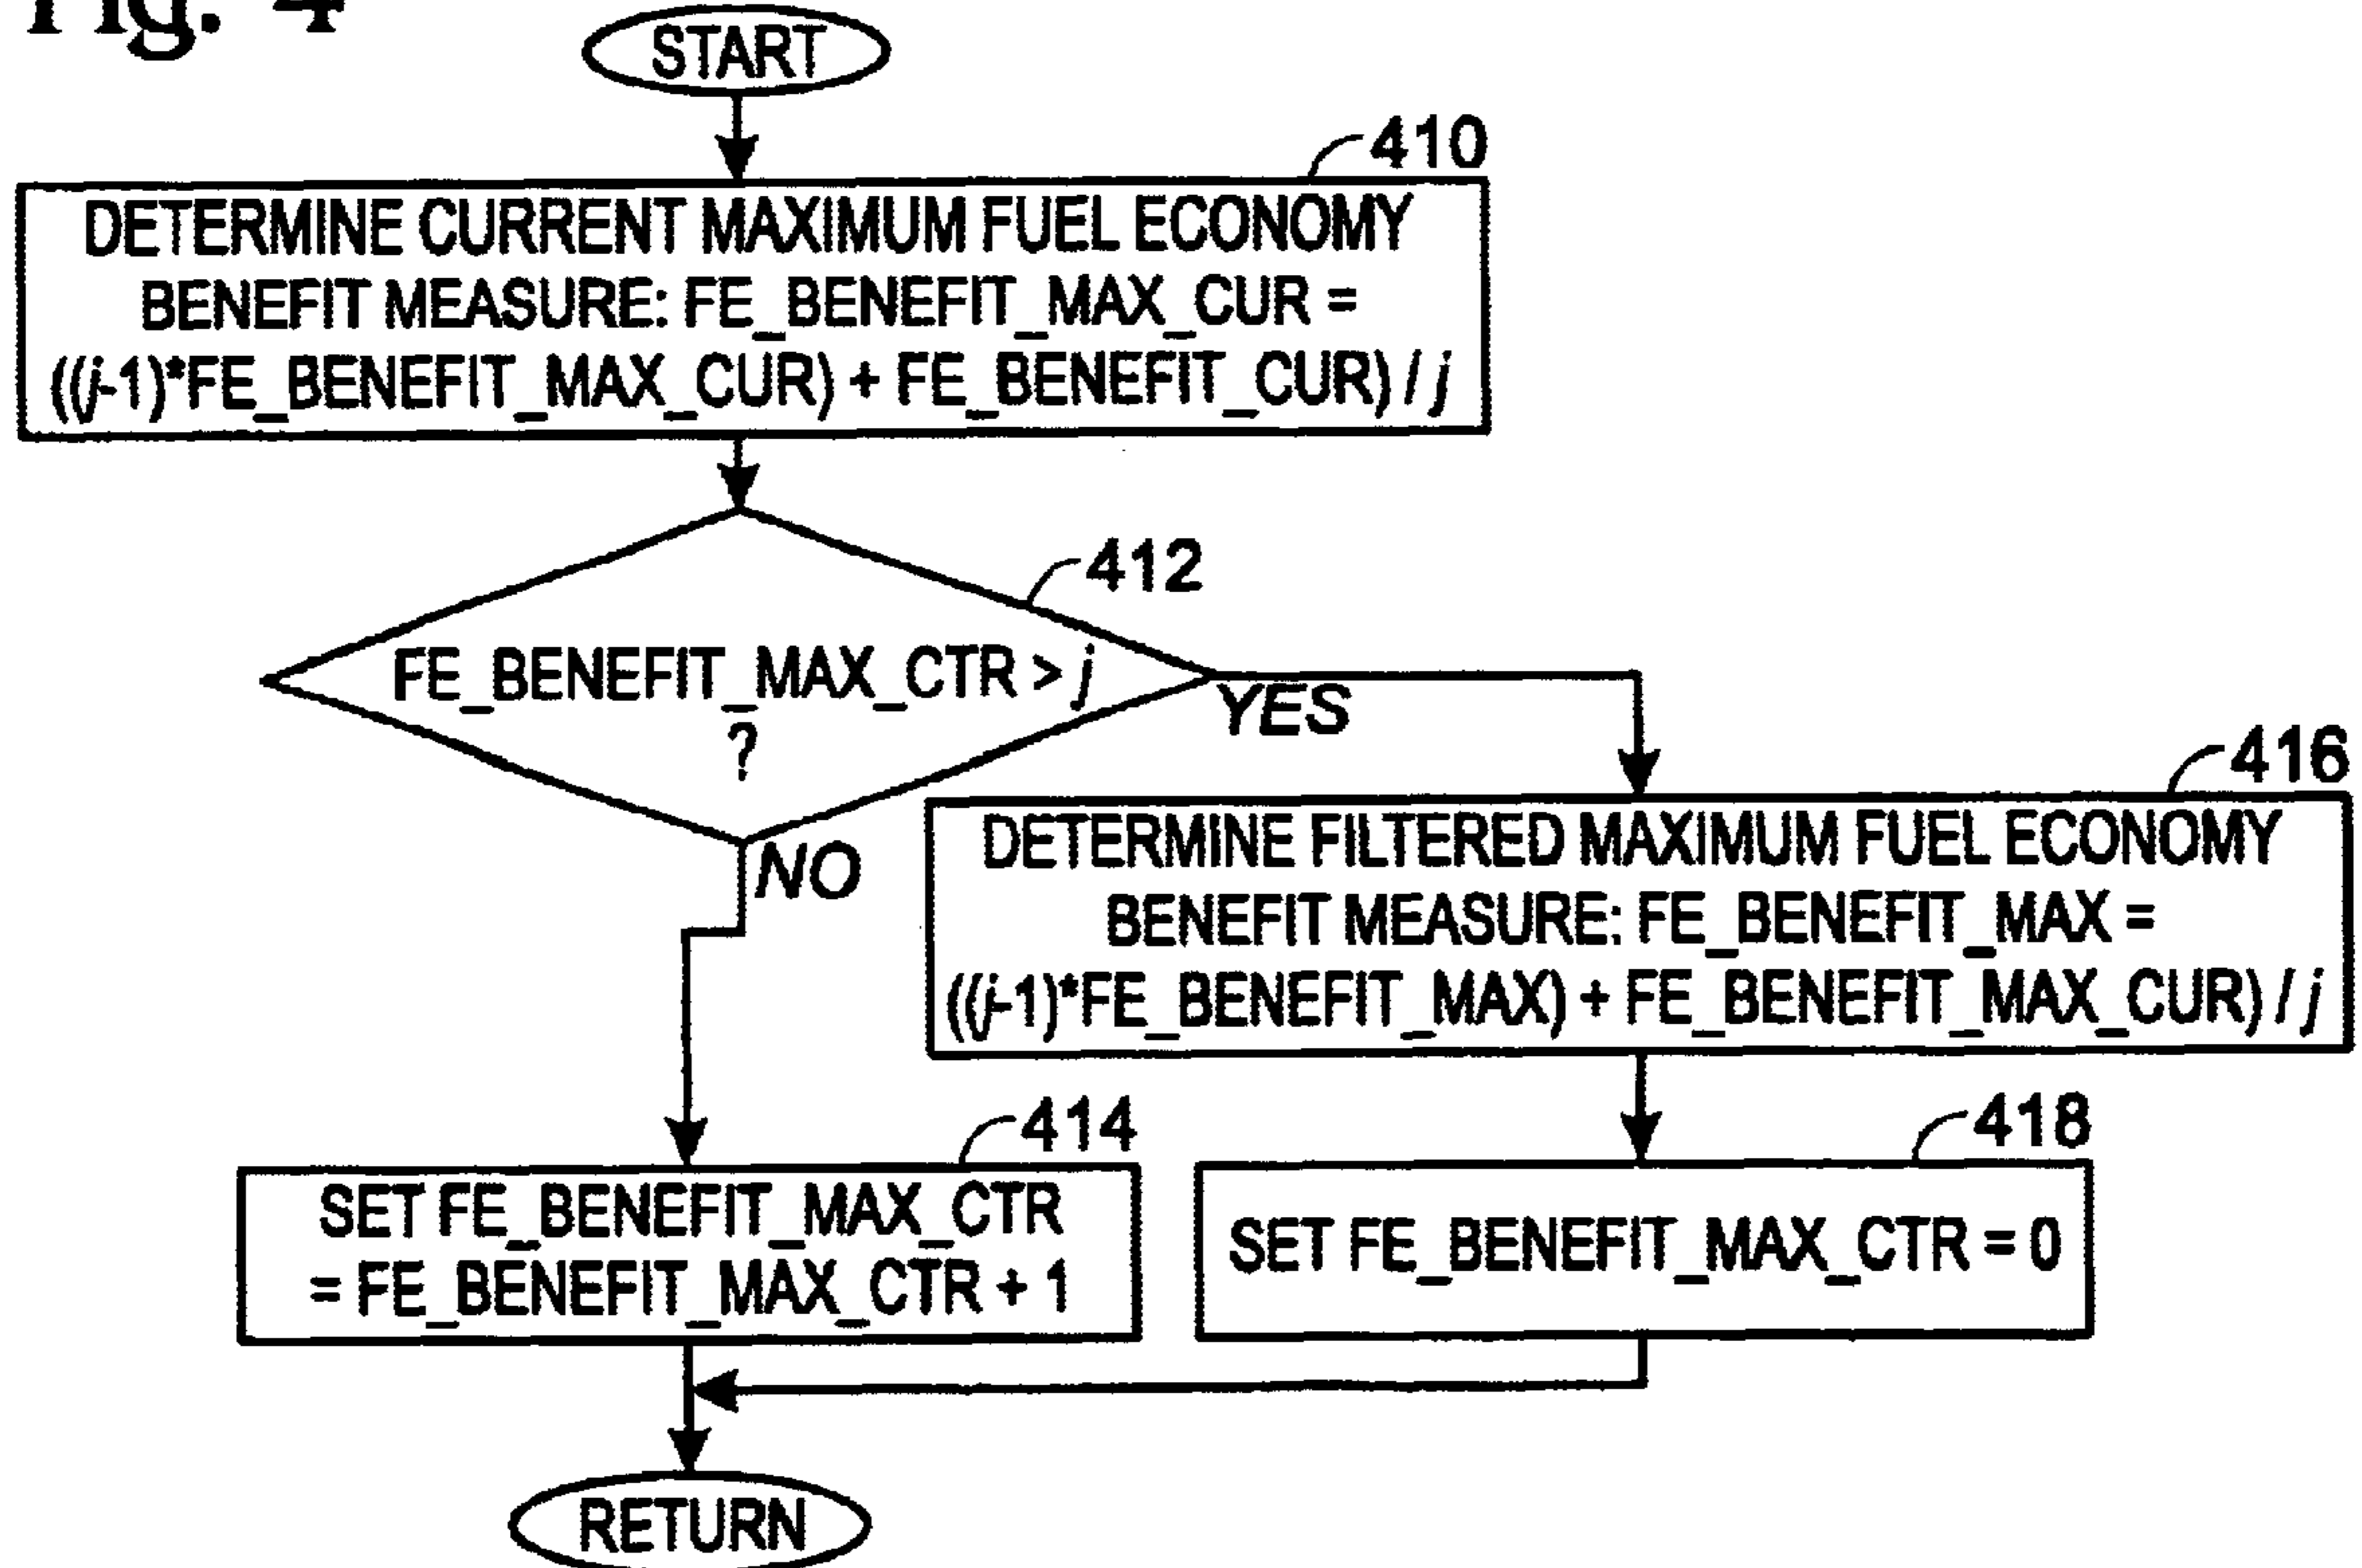 Fig. 4
START
410
DETERMINE CURRENT MAXIMUM FUEL ECONOMY
BENEFIT MEASURE: FE_BENEFIT_MAX_CUR =
((j-1)*FE_BENEFIT_MAX_CUR) + FE_BENEFIT_CUR) / j
412
FE_BENEFIT_MAX_CTR > j
?
YES
NO
416
DETERMINE FILTERED MAXIMUM FUEL ECONOMY
BENEFIT MEASURE: FE_BENEFIT_MAX =
((j-1)*FE_BENEFIT_MAX) + FE_BENEFIT_MAX_CUR) / j
414
SET FE_BENEFIT_MAX_CTR
= FE_BENEFIT_MAX_CTR + 1
418
SET FE_BENEFIT_MAX_CTR = 0
RETURN